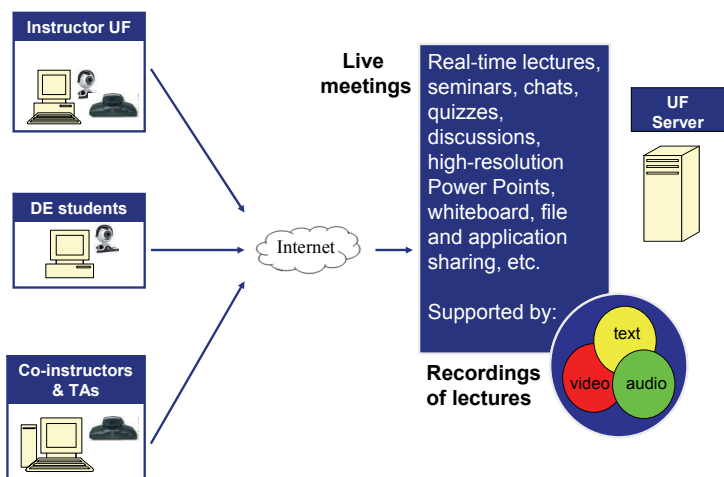 Instructor UF
DE students
Co-instructors
& TAs
Internet
Live
meetings
Real-time lectures,
seminars, chats,
quizzes,
discussions,
high-resolution
Power Points,
whiteboard, file
and application
sharing, etc.
Supported by:
text
video
audio
Recordings
of lectures
UF
Server